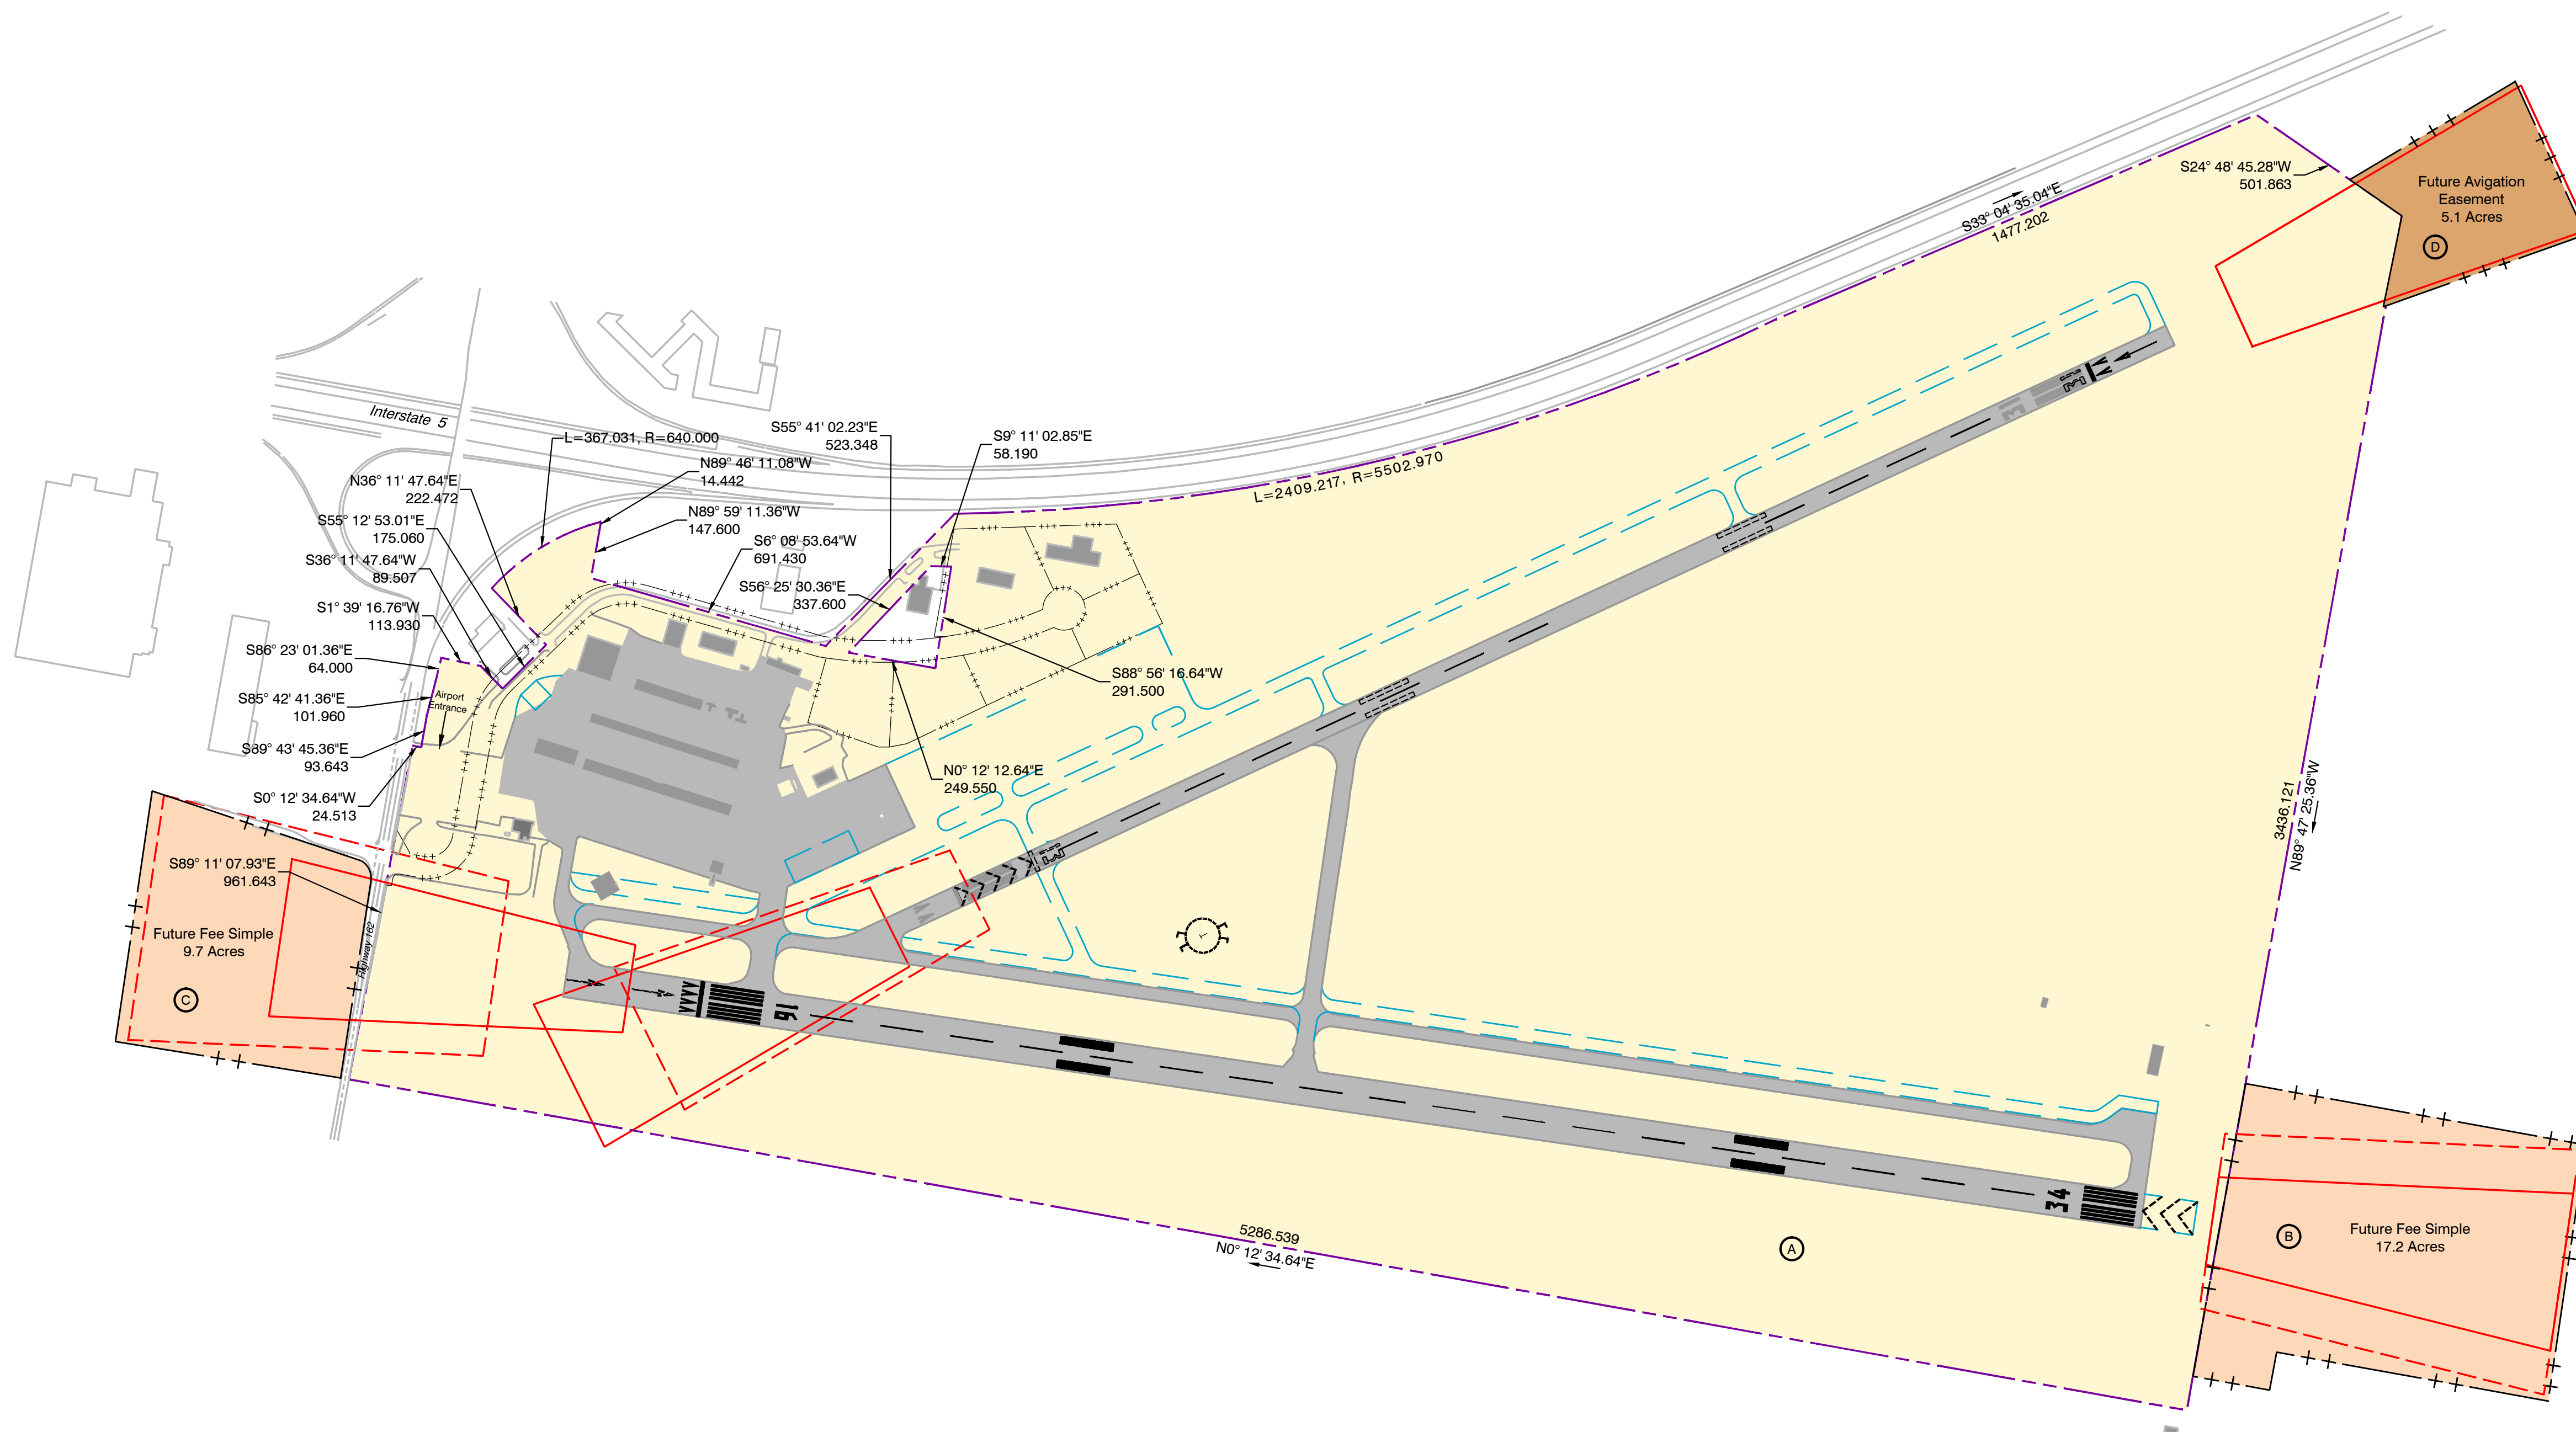 S24° 48' 45.28"W
501.863
Future Avigation
Easement
5.1 Acres
D
S33° 04' 35.04"E
1477.202
Interstate 5
L=367.031, R=640.000
S55° 41' 02.23"E
523.348
S9° 11' 02.85"E
58.190
N89° 46' 11.08"W
14.442
L=2409.217, R=5502.970
N36° 11' 47.64"E
222.472
N89° 59' 11.36"W
147.600
S55° 12' 53.01"E
175.060
S6° 08' 53.64"W
691.430
S36° 11' 47.64"W
89.507
S56° 25' 30.36"E
337.600
S1° 39' 16.76"W
113.930
S86° 23' 01.36"E
64.000
S88° 56' 16.64"W
291.500
Airport
Entrance
S85° 42' 41.36"E
101.960
S89° 43' 45.36"E
93.643
N0° 12' 12.64"E
249.550
S0° 12' 34.64"W
24.513
3436.121
N89° 47' 25.36"W
31
31
13
S89° 11' 07.93"E
961.643
Highway 162
Future Fee Simple
9.7 Acres
C
16
34
A
B
Future Fee Simple
17.2 Acres
5286.539
N0° 12' 34.64"E